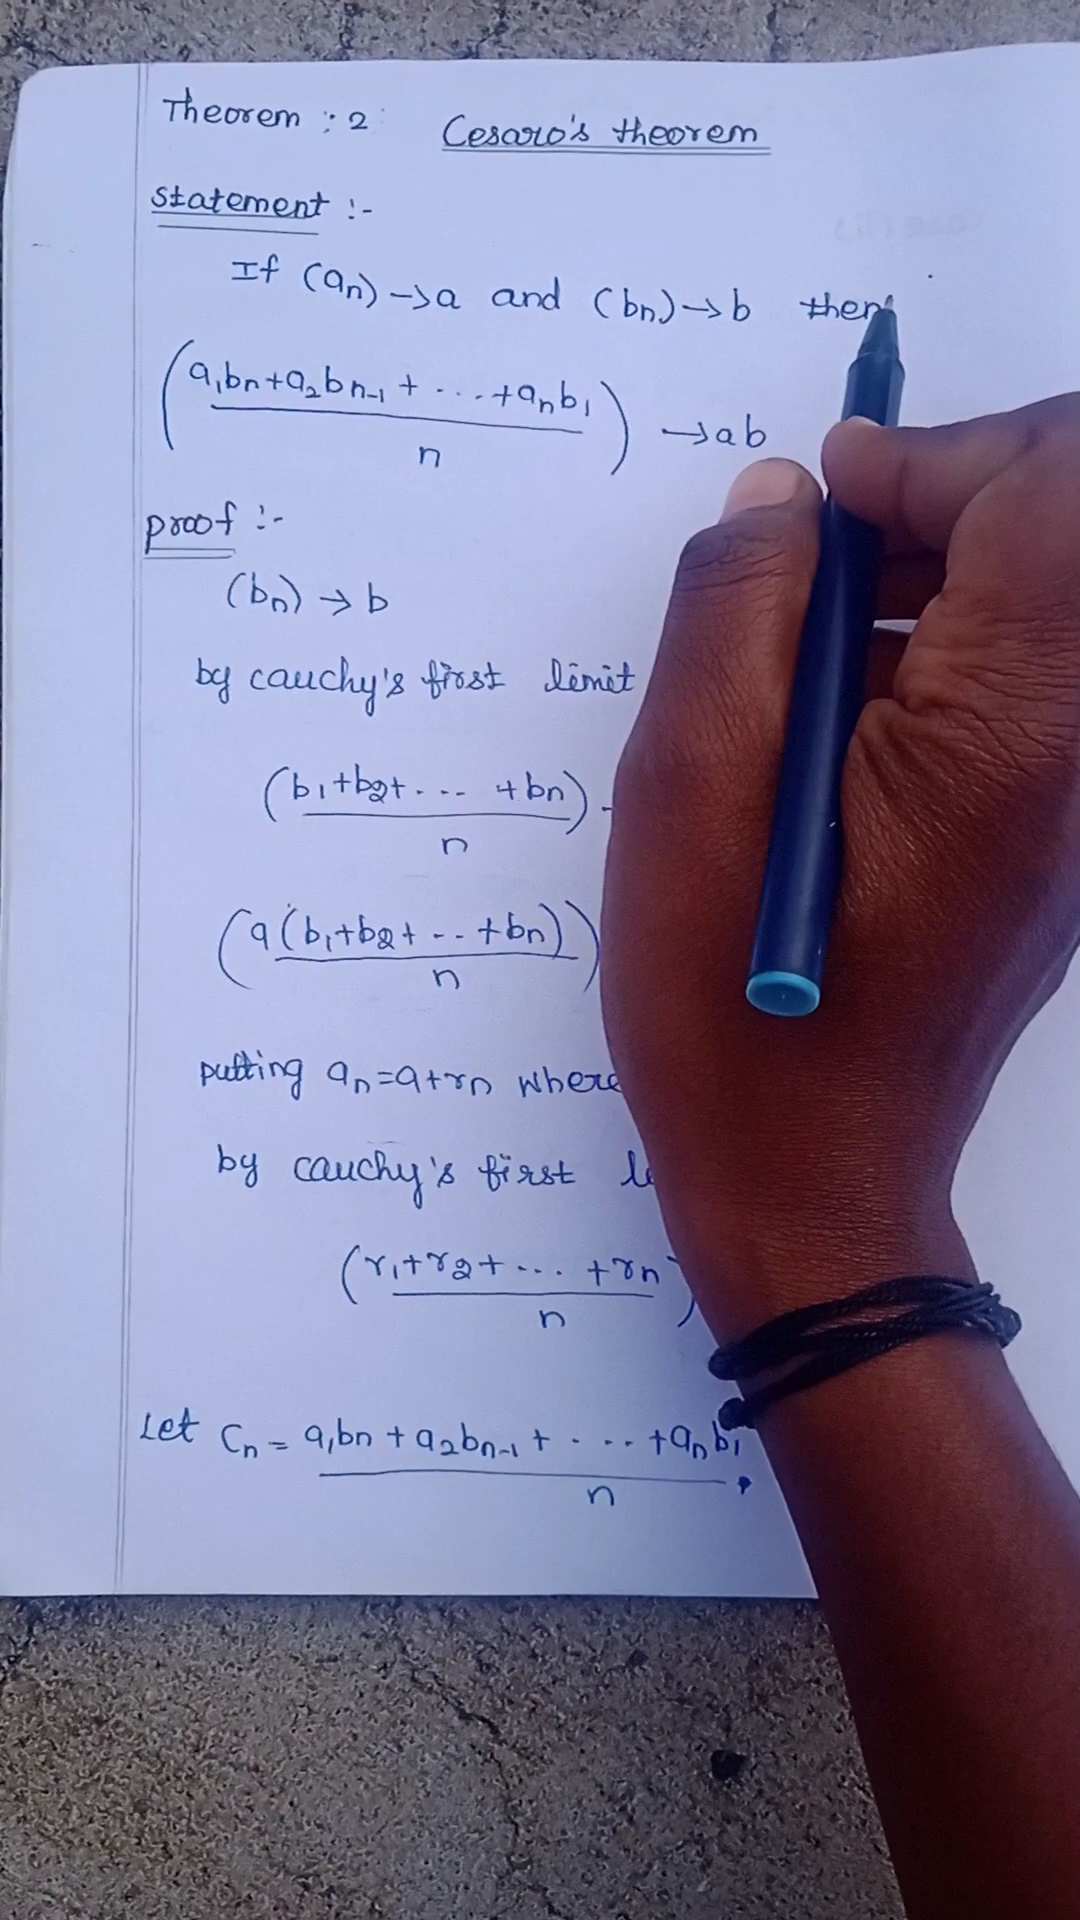 Theorem : 2 Cesaro's theorem
Statement :-
If (an) → a and (bn) → b then
(a1bn + a2bn-1 + ... + anb1 / n) → ab
proof :-
(bn) → b
by cauchy's first limit
(b1 + b2 + ... + bn / n)
(a(b1 + b2 + .. + bn) / n)
putting an = a + rn where
by cauchy's first
(r1 + r2 + ... + rn / n)
Let Cn = a1bn + a2bn-1 + ... + anb1 / n